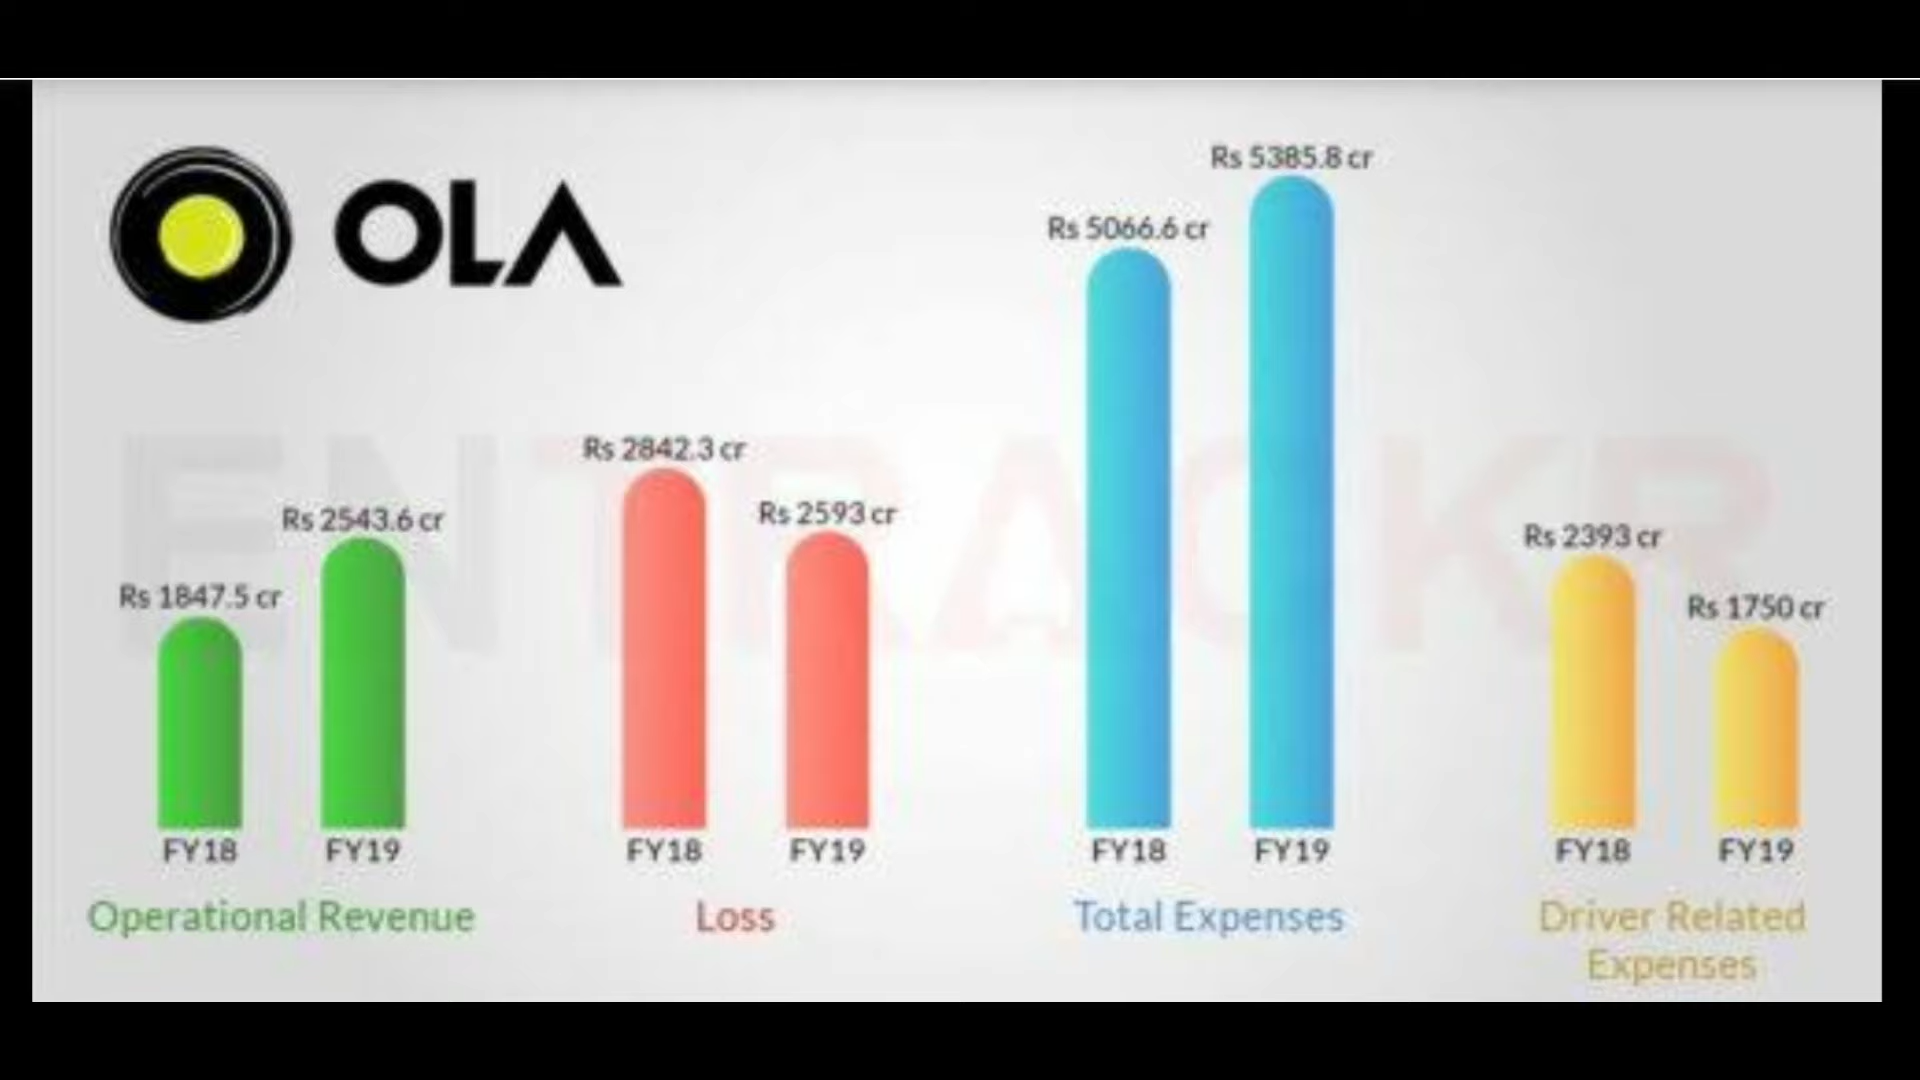 OLA
Rs 1847.5 cr
Rs 2543.6 cr
FY18
FY19
Operational Revenue
Rs 2842.3 cr
Rs 2593 cr
FY18
FY19
Loss
Rs 5066.6 cr
Rs 5385.8 cr
FY18
FY19
Total Expenses
Rs 2393 cr
Rs 1750 cr
FY18
FY19
Driver Related
Expenses
ENTRACKR